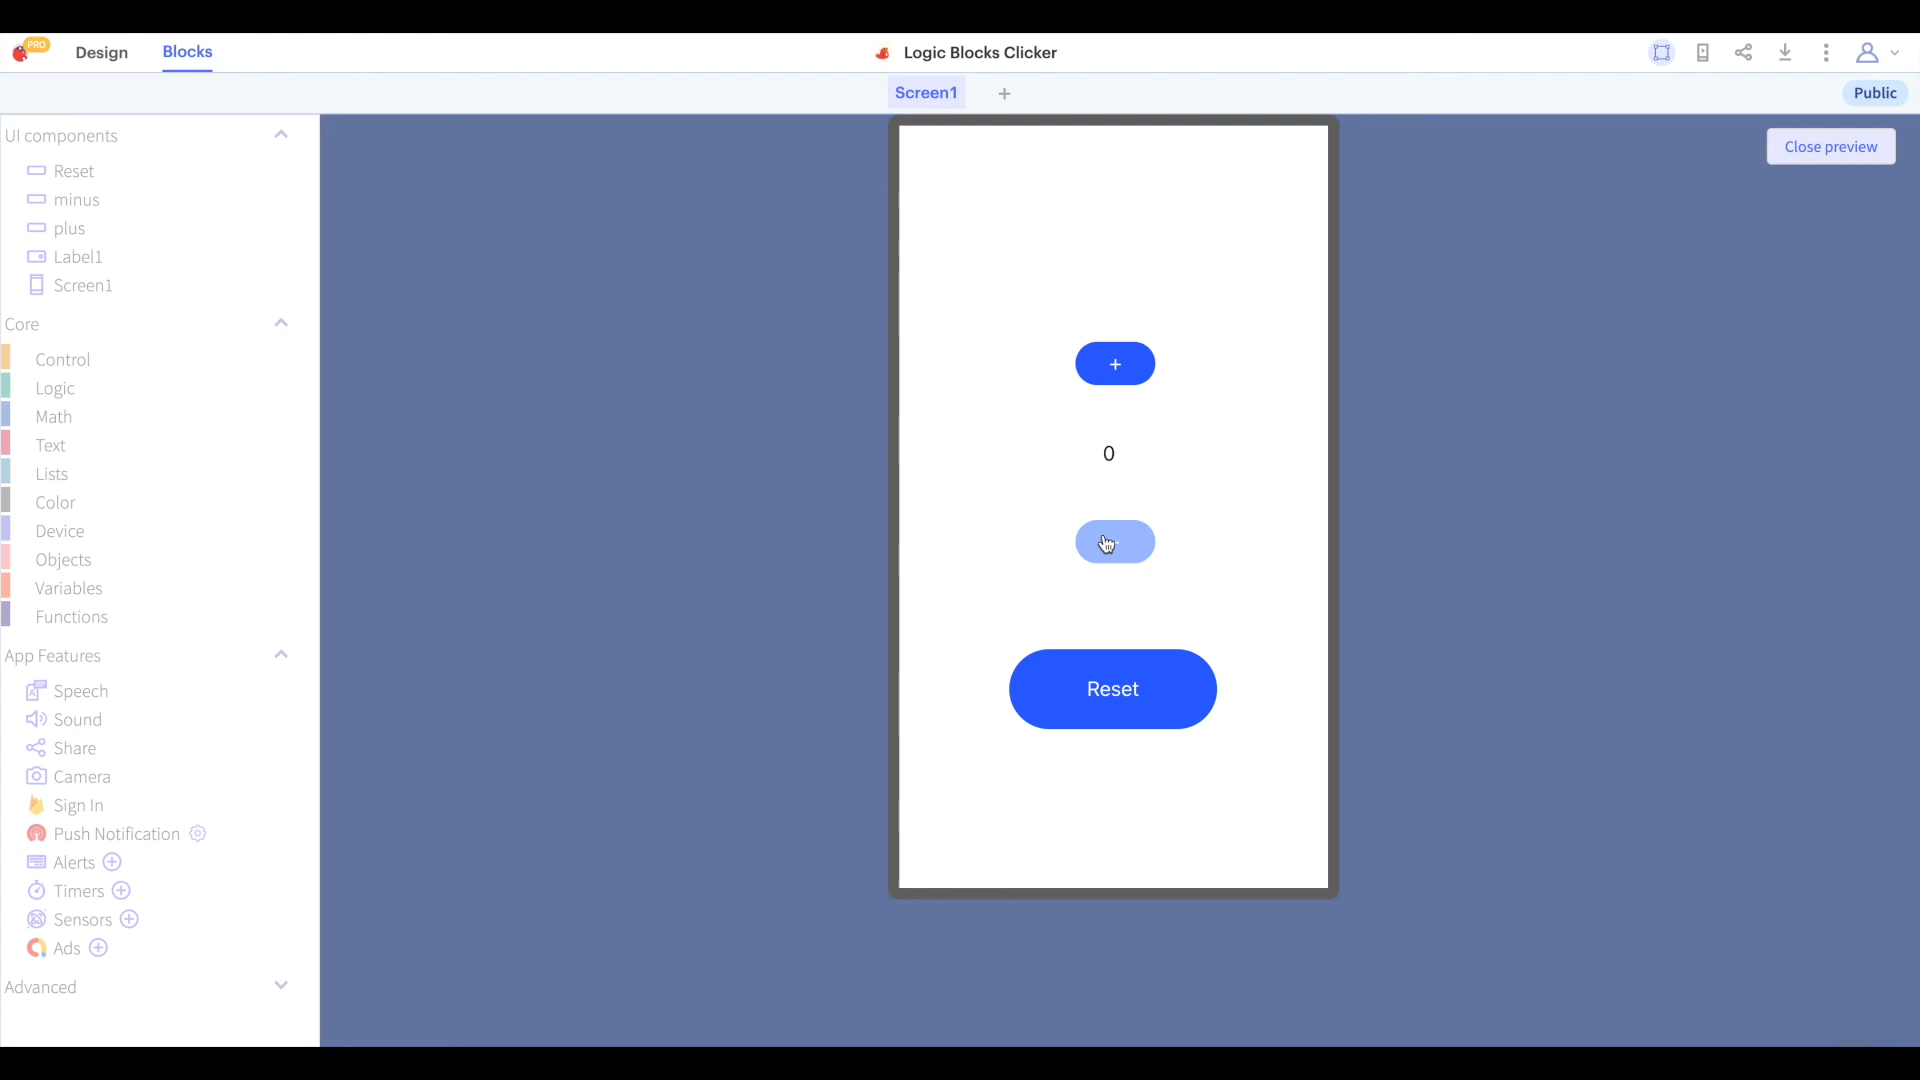 PRO
Design
Blocks
Logic Blocks Clicker
Screen1
+
Public
UI components
Reset
minus
plus
Label1
Screen1
Core
Control
Logic
Math
Text
Lists
Color
Device
Objects
Variables
Functions
App Features
Speech
Sound
Share
Camera
Sign In
Push Notification
Alerts
Timers
Sensors
Ads
Advanced
Close preview
+
0
Reset